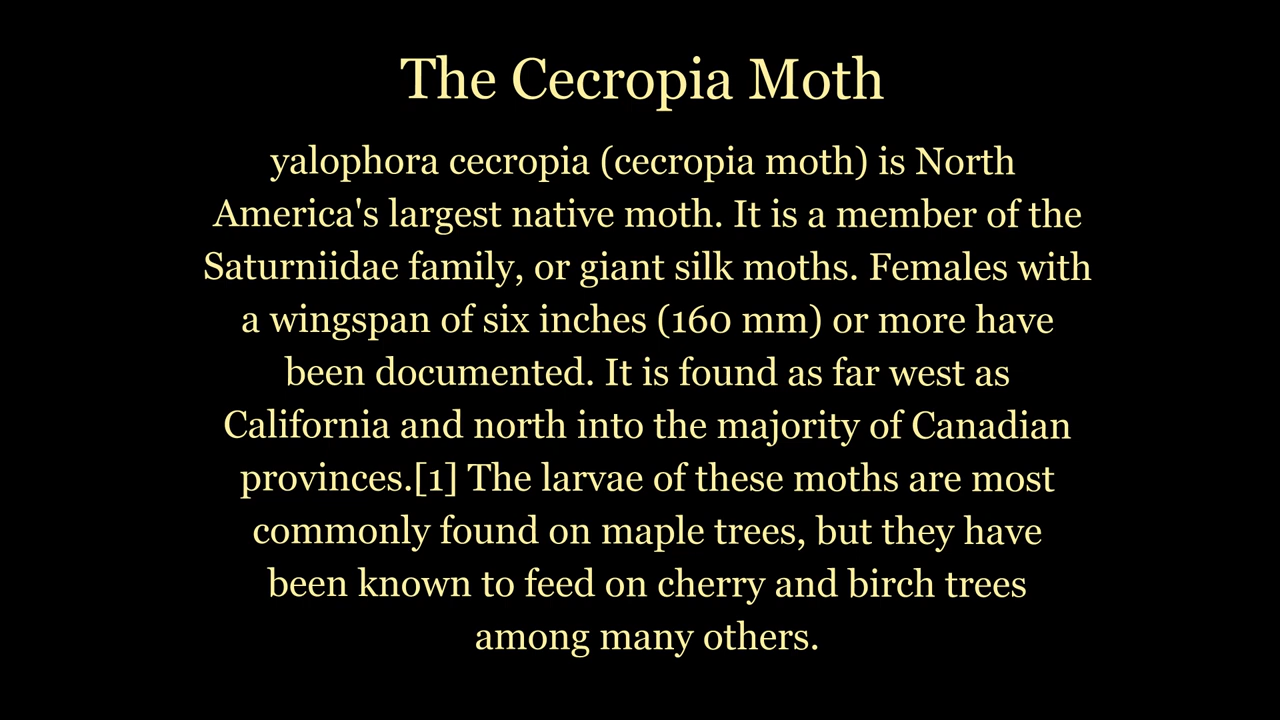 The Cecropia Moth
yalophora cecropia (cecropia moth) is North
America's largest native moth. It is a member of the
Saturniidae family, or giant silk moths. Females with
a wingspan of six inches (160 mm) or more have
been documented. It is found as far west as
California and north into the majority of Canadian
provinces.[1] The larvae of these moths are most
commonly found on maple trees, but they have
been known to feed on cherry and birch trees
among many others.